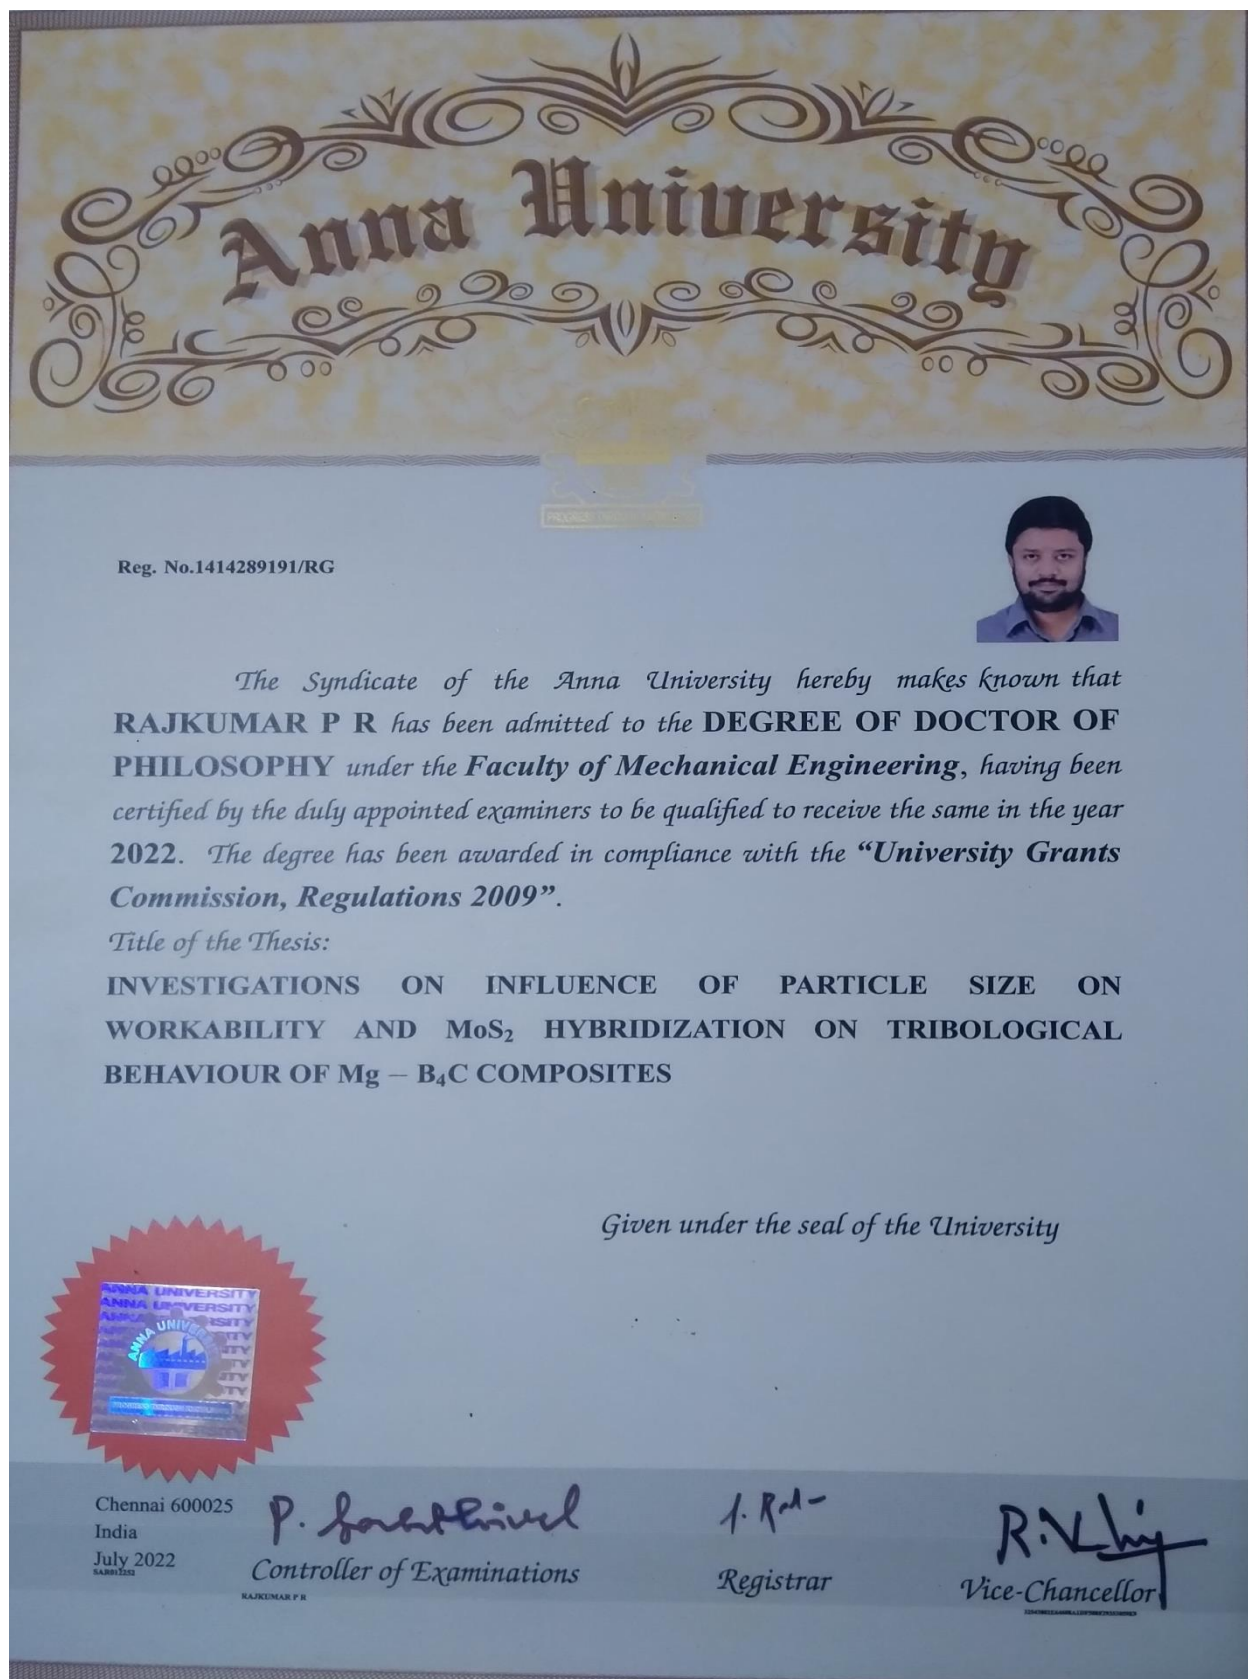 Anna University
Reg. No.1414289191/RG
The Syndicate of the Anna University hereby makes known that
RAJKUMAR P R has been admitted to the DEGREE OF DOCTOR OF
PHILOSOPHY under the Faculty of Mechanical Engineering, having been
certified by the duly appointed examiners to be qualified to receive the same in the year
2022. The degree has been awarded in compliance with the “University Grants
Commission, Regulations 2009”.
Title of the Thesis:
INVESTIGATIONS ON INFLUENCE OF PARTICLE SIZE ON
WORKABILITY AND MoS₂ HYBRIDIZATION ON TRIBOLOGICAL
BEHAVIOUR OF Mg – B₄C COMPOSITES
Given under the seal of the University
ANNA UNIVERSITY
ANNA UNIVERSITY
ANNA UNIVERSITY
Chennai 600025
India
July 2022
Controller of Examinations
RAJKUMAR P R
Registrar
Vice-Chancellor